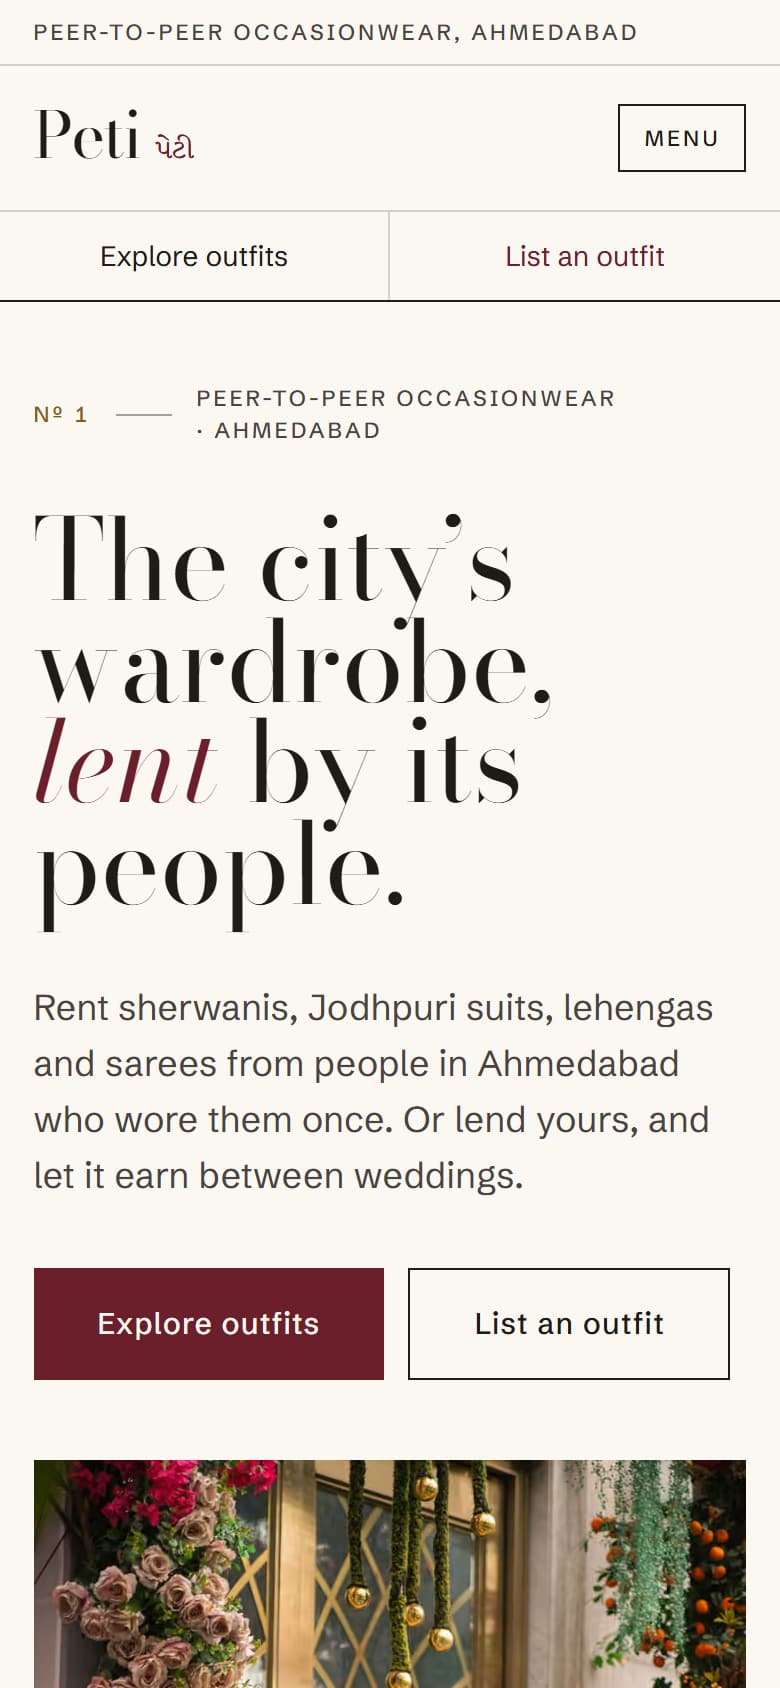 PEER-TO-PEER OCCASIONWEAR, AHMEDABAD
Peti પેટી
MENU
Explore outfits
List an outfit
Nº 1
PEER-TO-PEER OCCASIONWEAR
· AHMEDABAD
The city’s
wardrobe,
lent by its
people.
Rent sherwanis, Jodhpuri suits, lehengas
and sarees from people in Ahmedabad
who wore them once. Or lend yours, and
let it earn between weddings.
Explore outfits
List an outfit